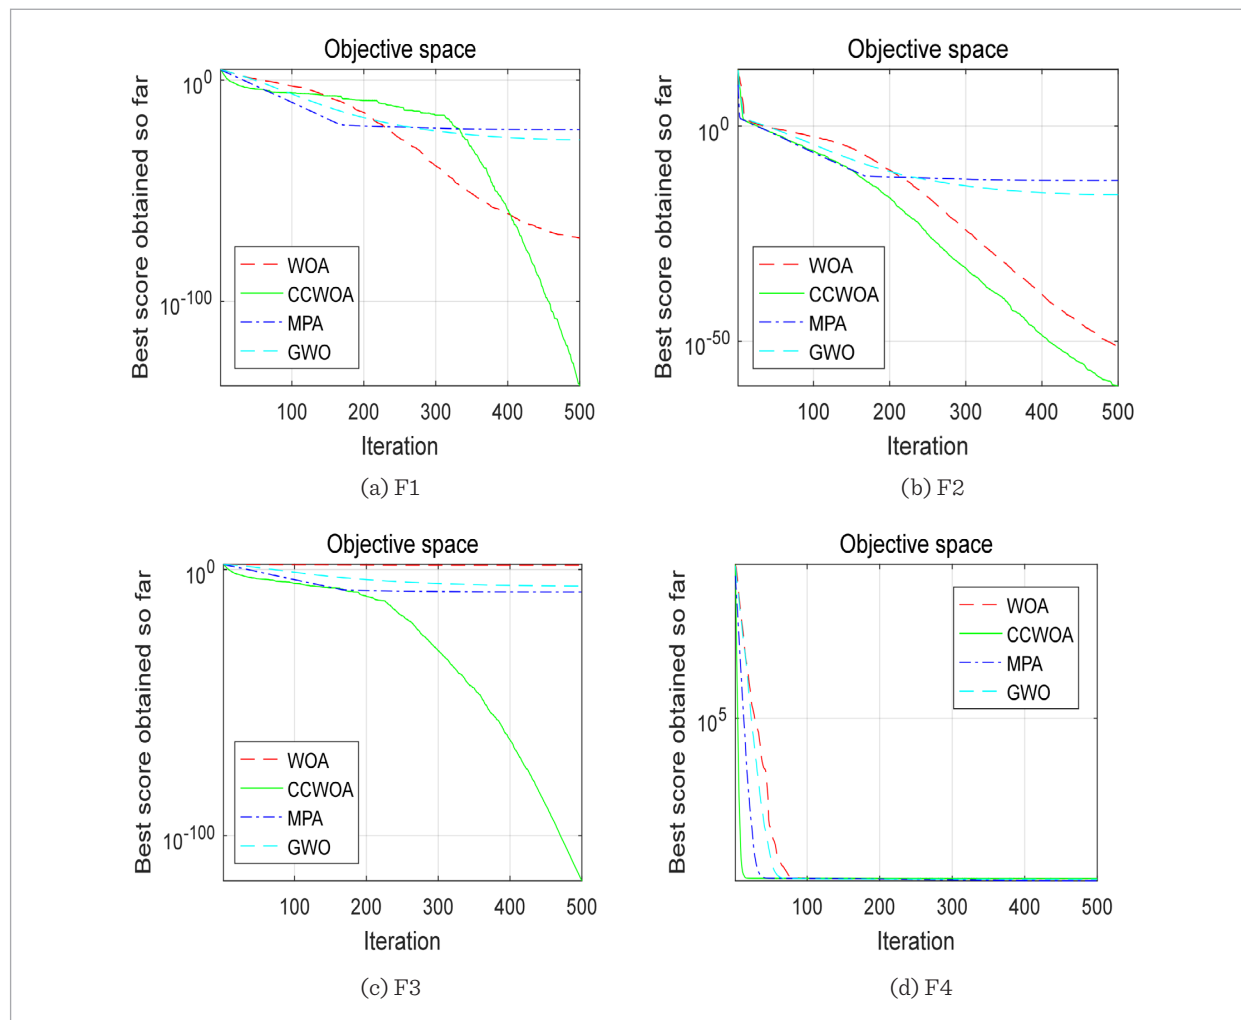 Objective space
Best score obtained so far
10^0
10^-100
WOA
CCWOA
MPA
GWO
100 200 300 400 500
Iteration
(a) F1
Objective space
Best score obtained so far
10^0
10^-50
WOA
CCWOA
MPA
GWO
100 200 300 400 500
Iteration
(b) F2
Objective space
Best score obtained so far
10^0
10^-100
WOA
CCWOA
MPA
GWO
100 200 300 400 500
Iteration
(c) F3
Objective space
Best score obtained so far
10^5
WOA
CCWOA
MPA
GWO
100 200 300 400 500
Iteration
(d) F4